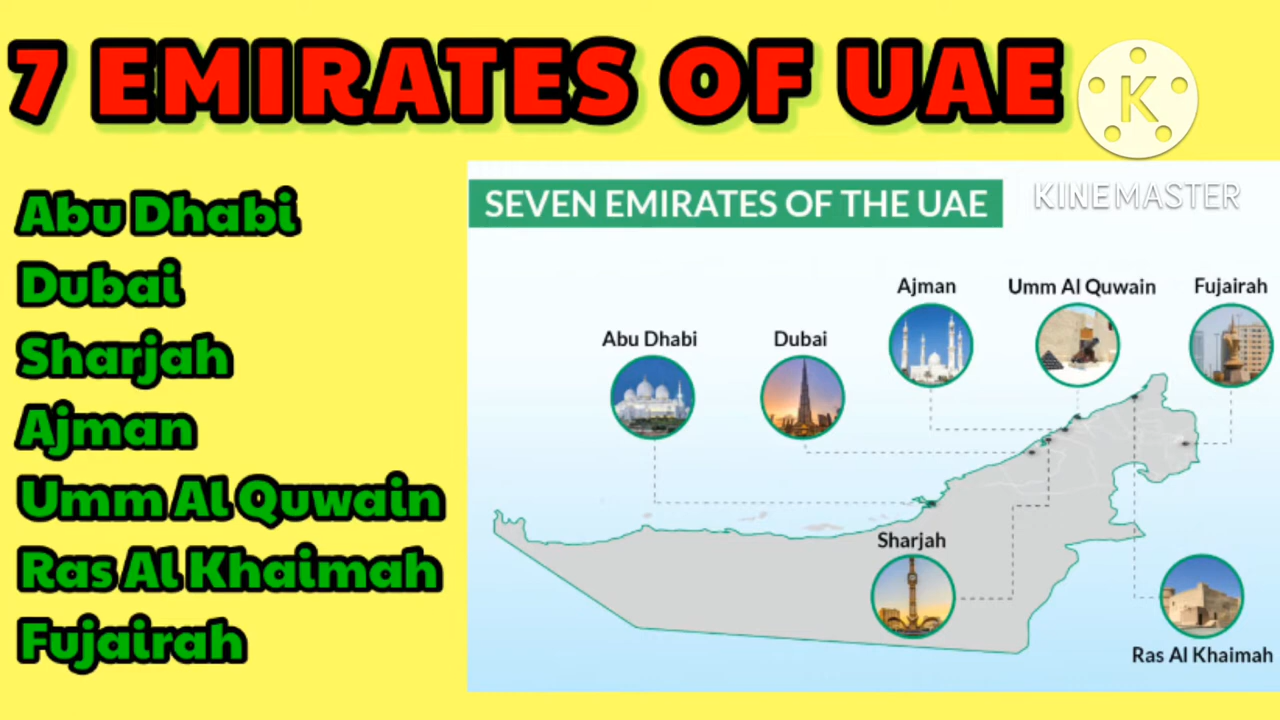 7 EMIRATES OF UAE
K
KINEMASTER
Abu Dhabi
Dubai
Sharjah
Ajman
Umm Al Quwain
Ras Al Khaimah
Fujairah
SEVEN EMIRATES OF THE UAE
Ajman
Umm Al Quwain
Fujairah
Abu Dhabi
Dubai
Sharjah
Ras Al Khaimah